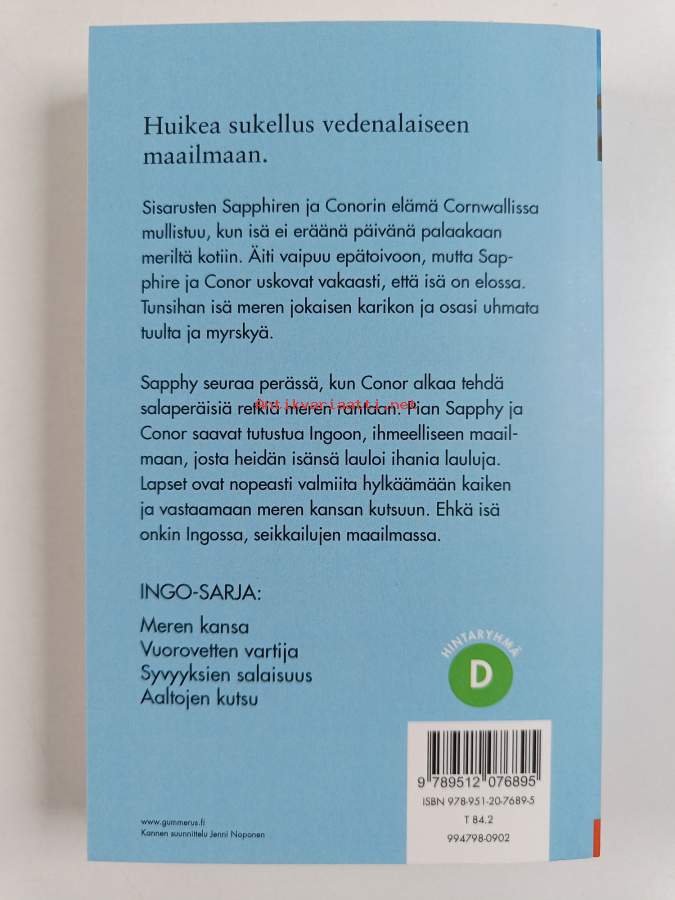 Huikea sukellus vedenalaiseen
maailmaan.
Sisarusten Sapphiren ja Conorin elämä Cornwallissa
mullistuu, kun isä ei eräänä päivänä palaakaan
meriltä kotiin. Äiti vaipuu epätoivoon, mutta Sap-
phire ja Conor uskovat vakaasti, että isä on elossa.
Tunsihan isä meren jokaisen karikon ja osasi uhmata
tuulta ja myrskyä.
Sapphy seuraa perässä, kun Conor alkaa tehdä
salaperäisiä retkiä meren rantaan. Pian Sapphy ja
Antikvariaatti.net
Conor saavat tutustua Ingoon, ihmeelliseen maail-
maan, josta heidän isänsä lauloi ihania lauluja.
Lapset ovat nopeasti valmiita hylkäämään kaiken
ja vastaamaan meren kansan kutsuun. Ehkä isä
onkin Ingossa, seikkailujen maailmassa.
INGO-SARJA:
Meren kansa
Vuorovetten vartija
Syvyyksien salaisuus
Aaltojen kutsu
HINTARYHMÄ
D
9 789512 076895
ISBN 978-951-20-7689-5
T 84.2
994798-0902
www.gummerus.fi
Kannen suunnittelu Jenni Noponen